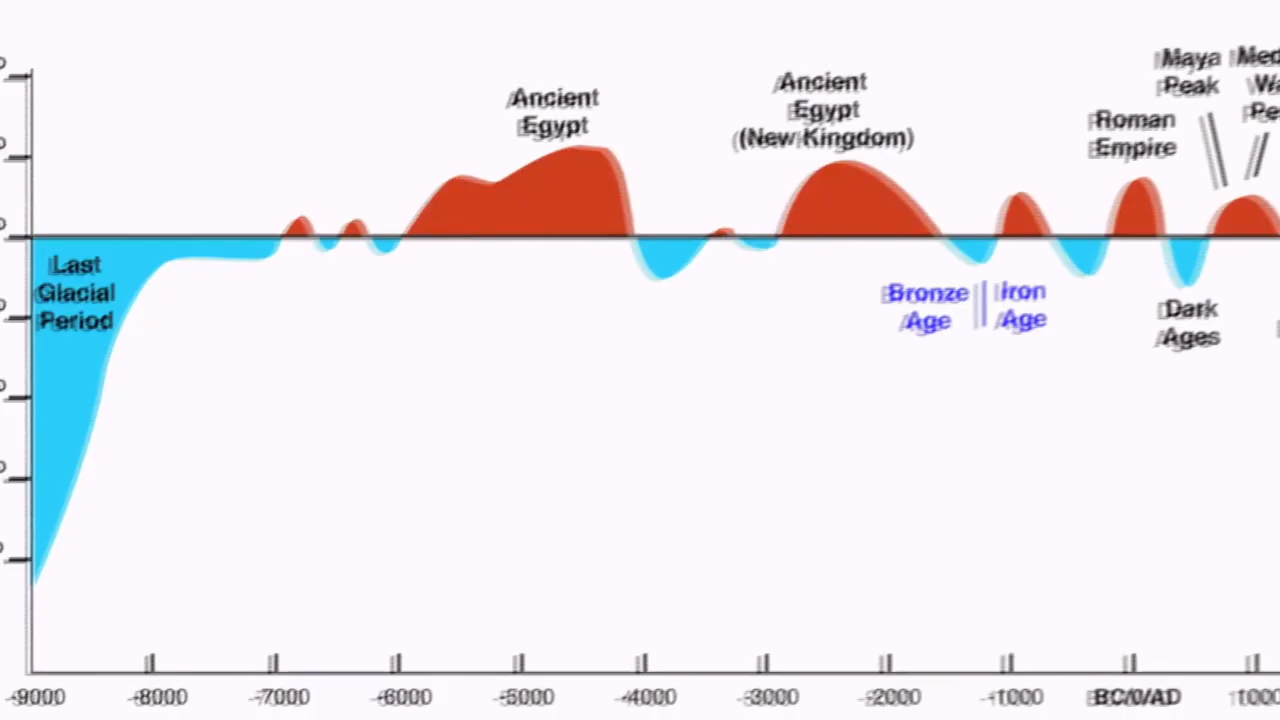 Maya
Peak
Ancient
Egypt
Ancient
Egypt
(New Kingdom)
Roman
Empire
Last
Glacial
Period
Bronze
Age
Iron
Age
Dark
Ages
-9000 -8000 -7000 -6000 -5000 -4000 -3000 -2000 -1000 BC/AD 1000